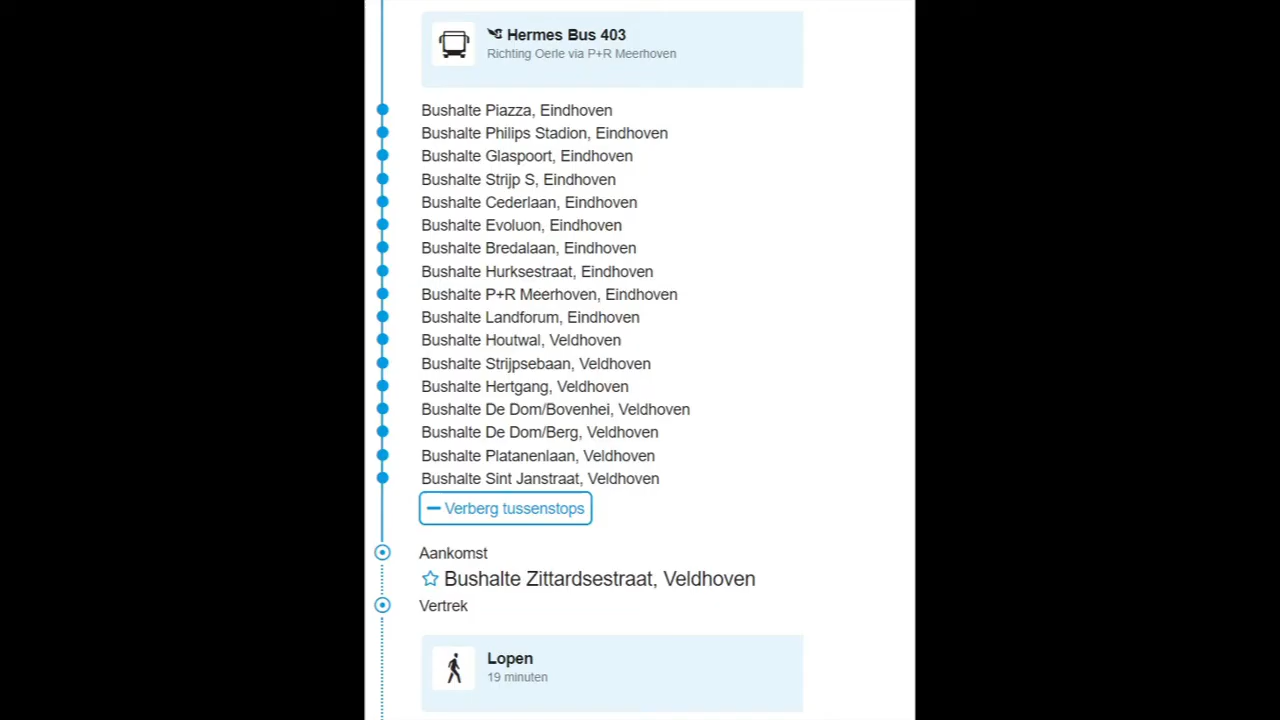 Hermes Bus 403
Richting Oerle via P+R Meerhoven
Bushalte Piazza, Eindhoven
Bushalte Philips Stadion, Eindhoven
Bushalte Glaspoort, Eindhoven
Bushalte Strijp S, Eindhoven
Bushalte Cederlaan, Eindhoven
Bushalte Evoluon, Eindhoven
Bushalte Bredalaan, Eindhoven
Bushalte Hurksestraat, Eindhoven
Bushalte P+R Meerhoven, Eindhoven
Bushalte Landforum, Eindhoven
Bushalte Houtwal, Veldhoven
Bushalte Strijpsebaan, Veldhoven
Bushalte Hertgang, Veldhoven
Bushalte De Dom/Bovenhei, Veldhoven
Bushalte De Dom/Berg, Veldhoven
Bushalte Platanenlaan, Veldhoven
Bushalte Sint Janstraat, Veldhoven
Verberg tussenstops
Aankomst
Bushalte Zittardsestraat, Veldhoven
Vertrek
Lopen
19 minuten